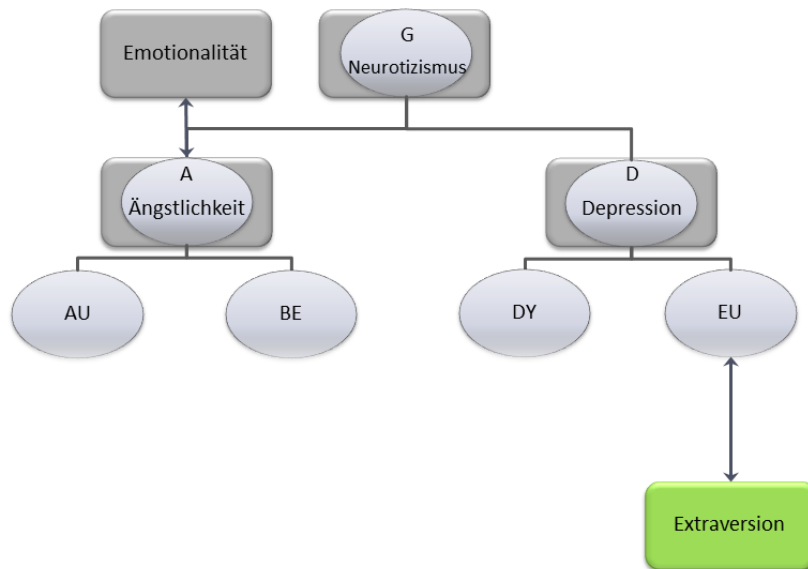 Emotionalität
G
Neurotizismus
A
Ängstlichkeit
D
Depression
AU
BE
DY
EU
Extraversion